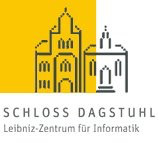 SCHLOSS DAGSTUHL
Leibniz-Zentrum für Informatik